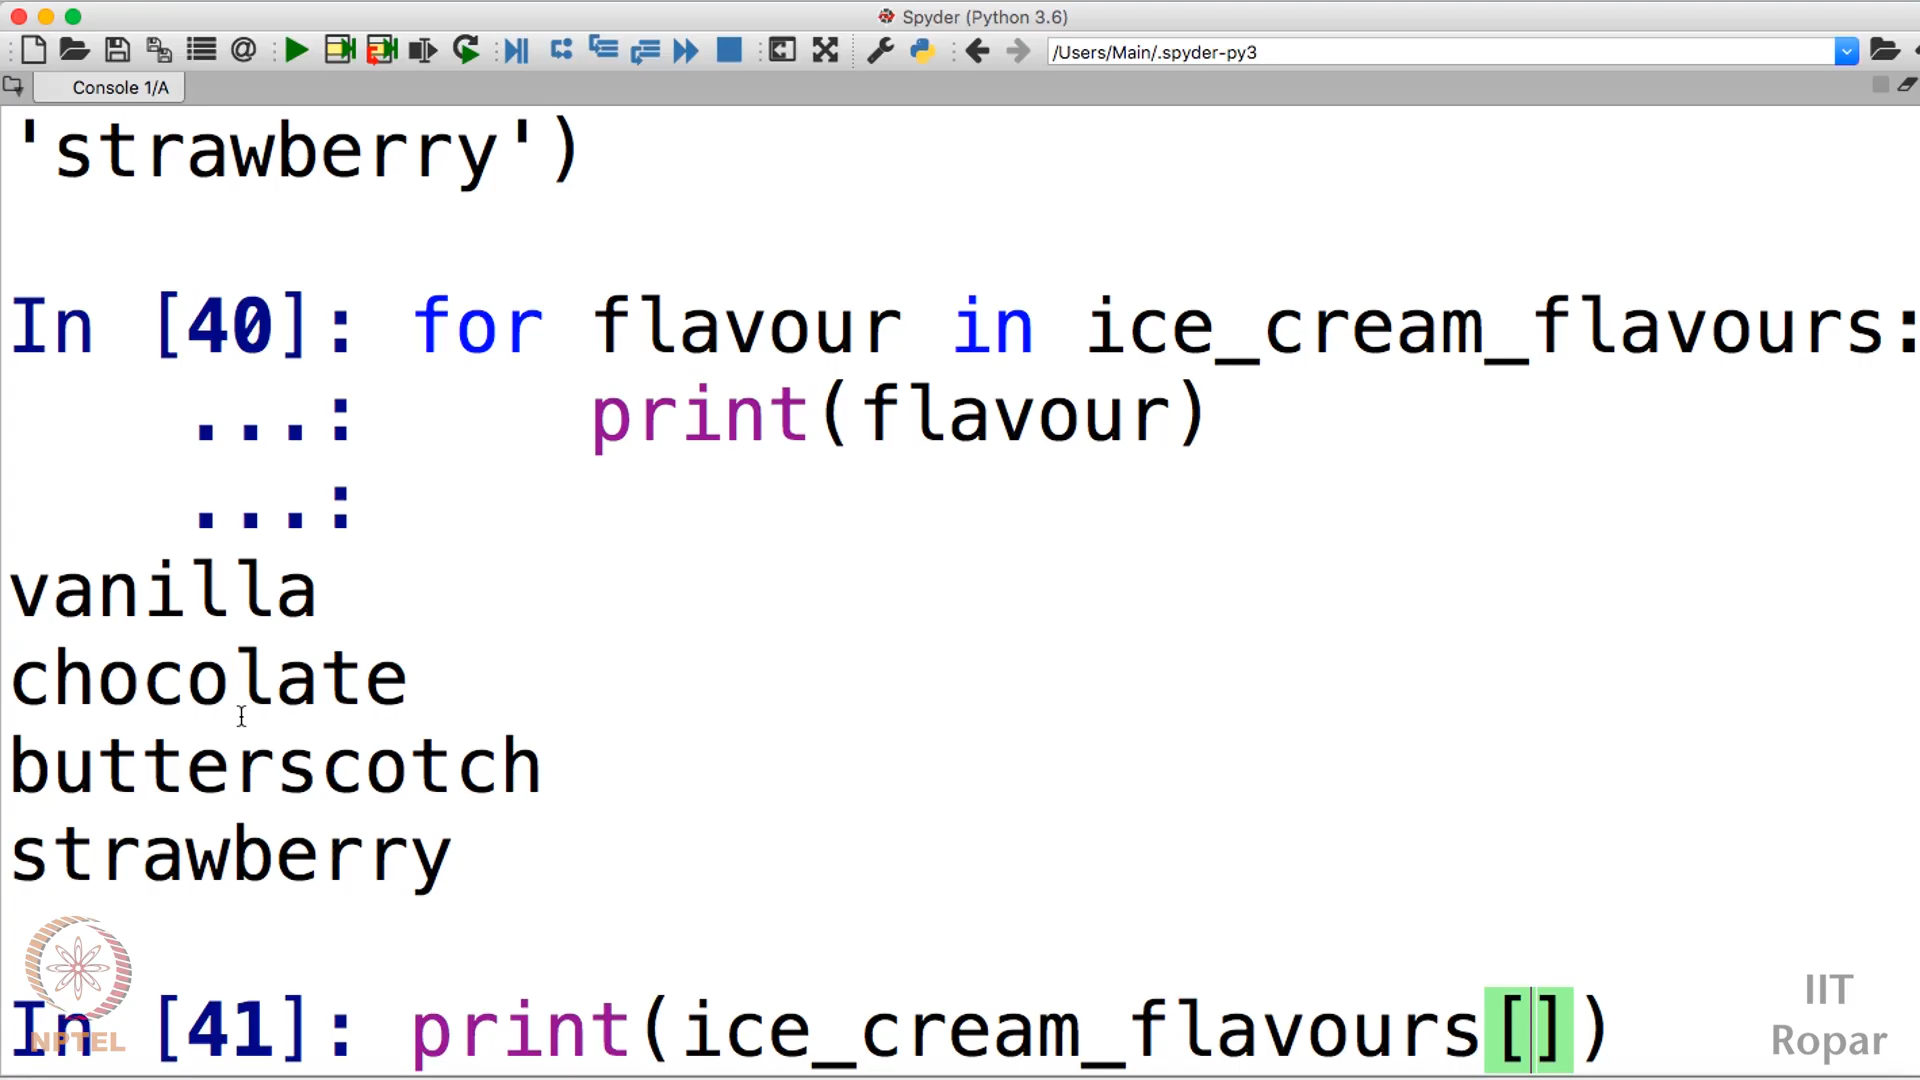 Spyder (Python 3.6)
/Users/Main/.spyder-py3
Console 1/A
'strawberry')
In [40]: for flavour in ice_cream_flavours:
...: print(flavour)
...:
vanilla
chocolate
butterscotch
strawberry
In [41]: print(ice_cream_flavours[])
NPTEL
IIT
Ropar